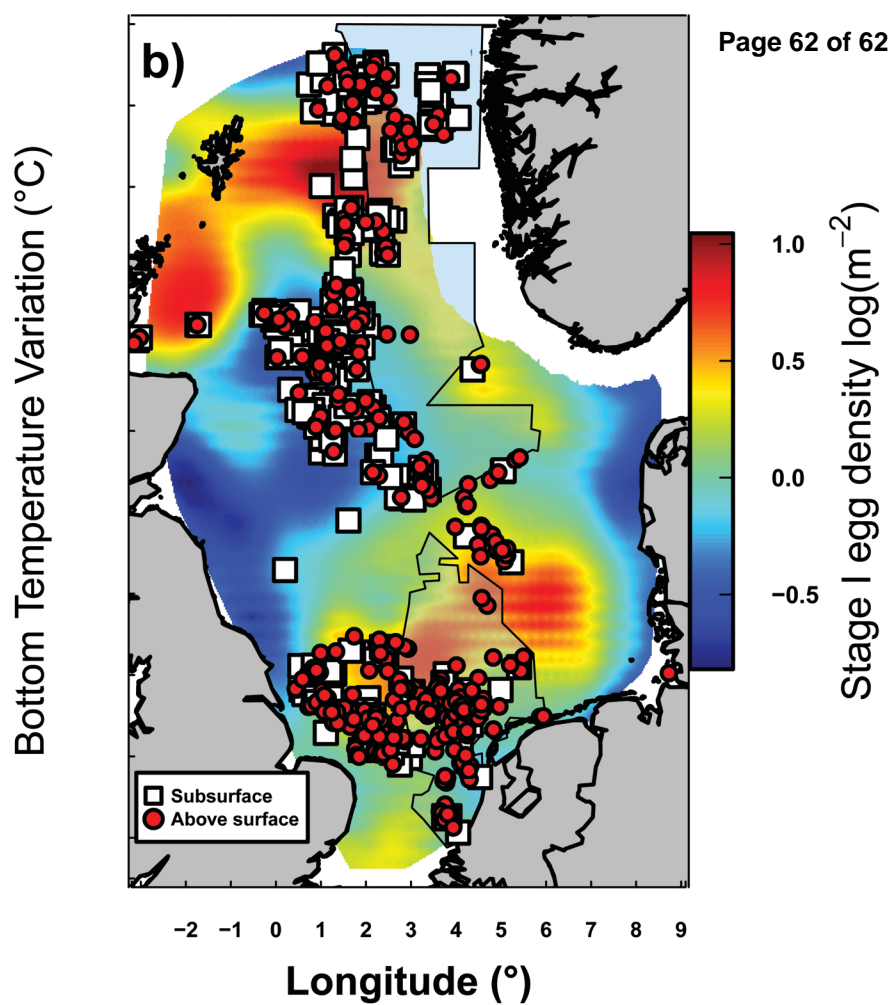 Page 62 of 62
b)
Bottom Temperature Variation (°C)
1.0
0.5
0.0
−0.5
Stage I egg density log(m−2)
Subsurface
Above surface
−2 −1 0 1 2 3 4 5 6 7 8 9
Longitude (°)